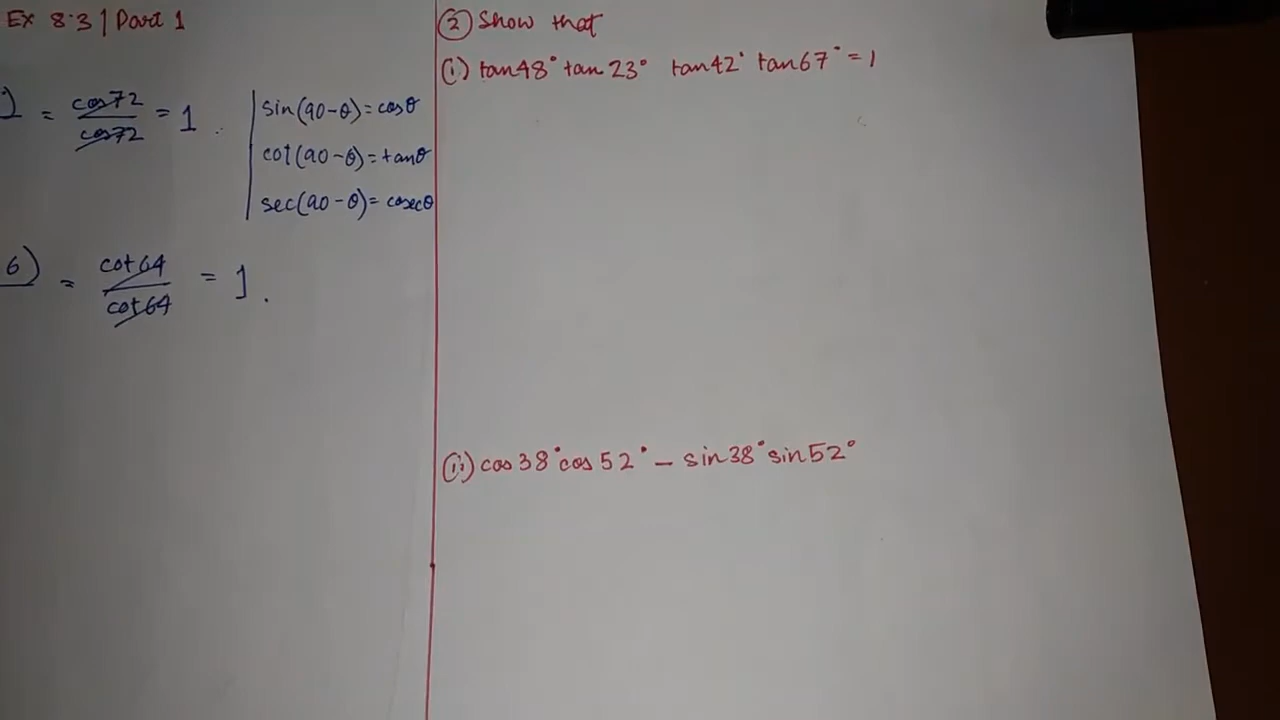 Ex 8.3 | Part 1
) = cos72 / cos72 = 1 .
sin(90-θ)=cosθ
cot(90-θ)=tanθ
sec(90-θ)=cosecθ
6) = cot64 / cot64 = 1 .
② Show that
(i) tan48° tan23° tan42° tan67° = 1
(ii) cos38° cos52° - sin38° sin52°